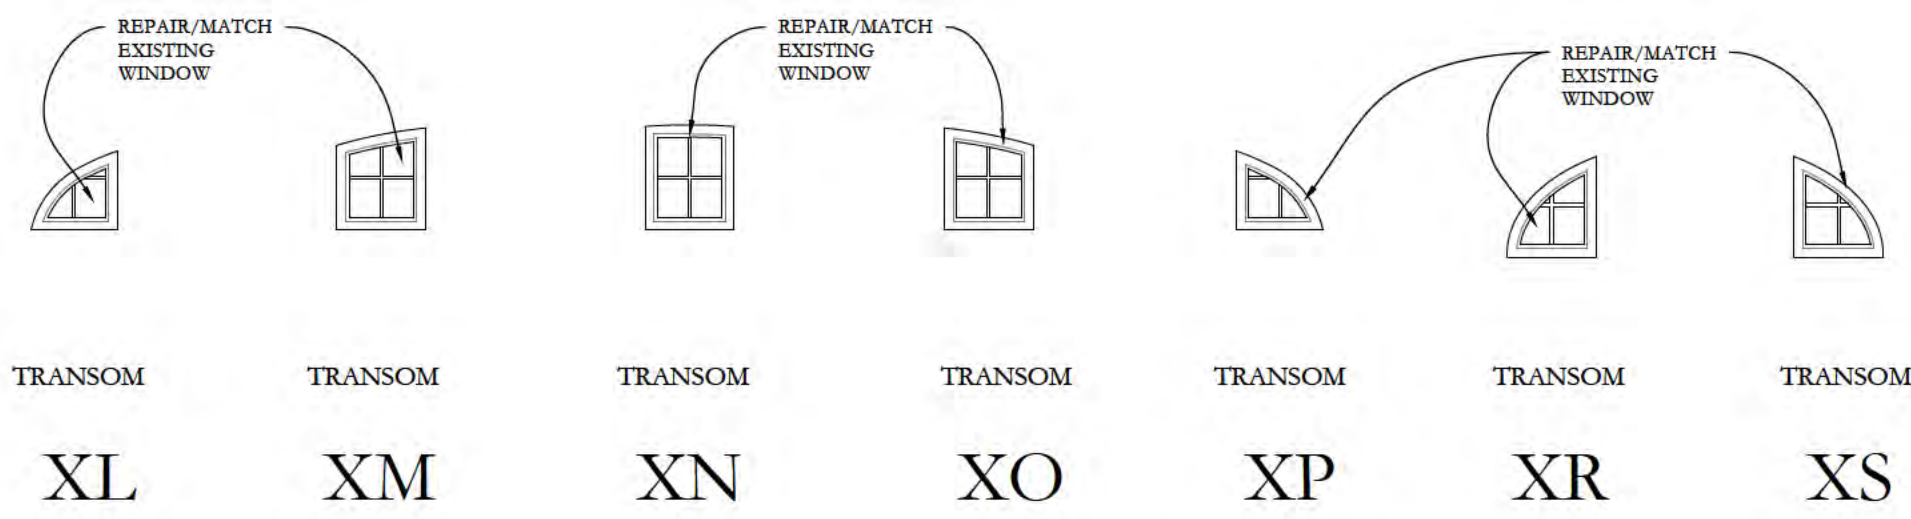 REPAIR/MATCH
EXISTING
WINDOW
REPAIR/MATCH
EXISTING
WINDOW
REPAIR/MATCH
EXISTING
WINDOW
TRANSOM TRANSOM TRANSOM TRANSOM TRANSOM TRANSOM TRANSOM
XL XM XN XO XP XR XS